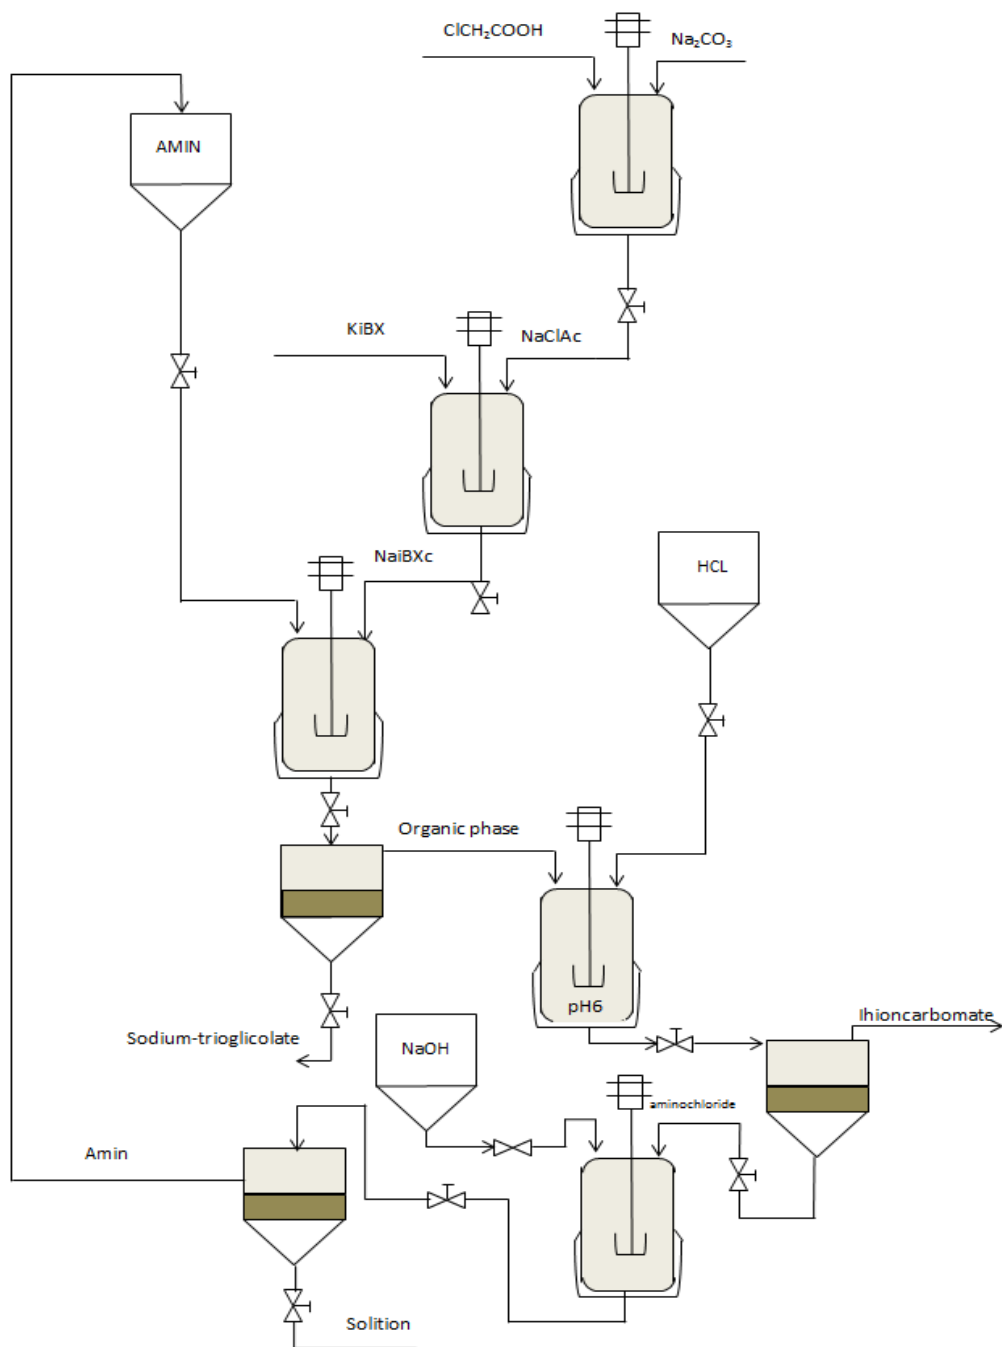 ClCH₂COOH
Na₂CO₃
AMIN
KiBX
NaClAc
NaiBXc
HCL
Organic phase
pH6
Ihioncarbomate
Sodium-trioglicolate
NaOH
aminochloride
Amin
Solition